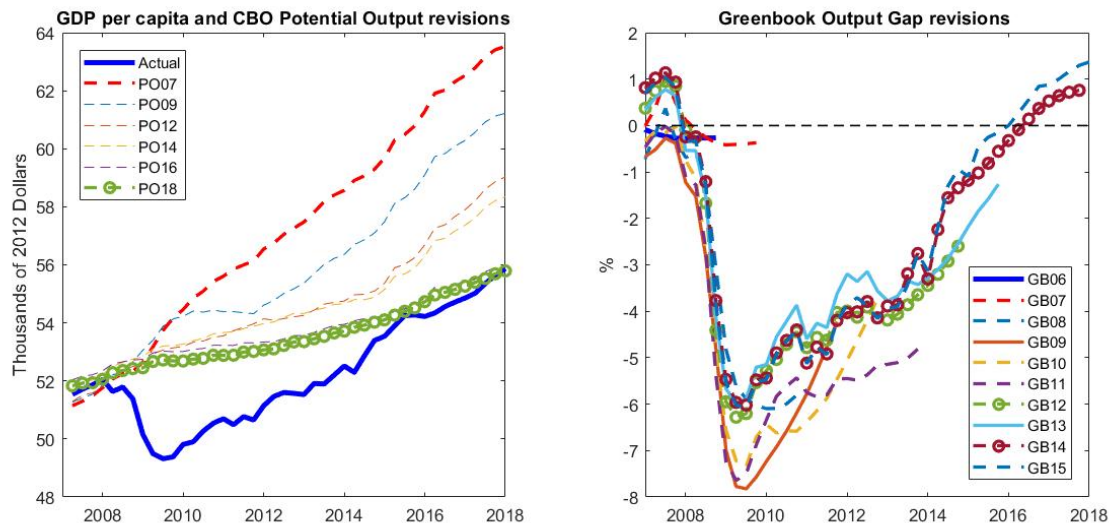 GDP per capita and CBO Potential Output revisions
64
62
60
58
56
54
52
50
48
Thousands of 2012 Dollars
Actual
PO07
PO09
PO12
PO14
PO16
PO18
2008 2010 2012 2014 2016 2018
Greenbook Output Gap revisions
2
1
0
-1
-2
-3
-4
-5
-6
-7
-8
%
GB06
GB07
GB08
GB09
GB10
GB11
GB12
GB13
GB14
GB15
2008 2010 2012 2014 2016 2018